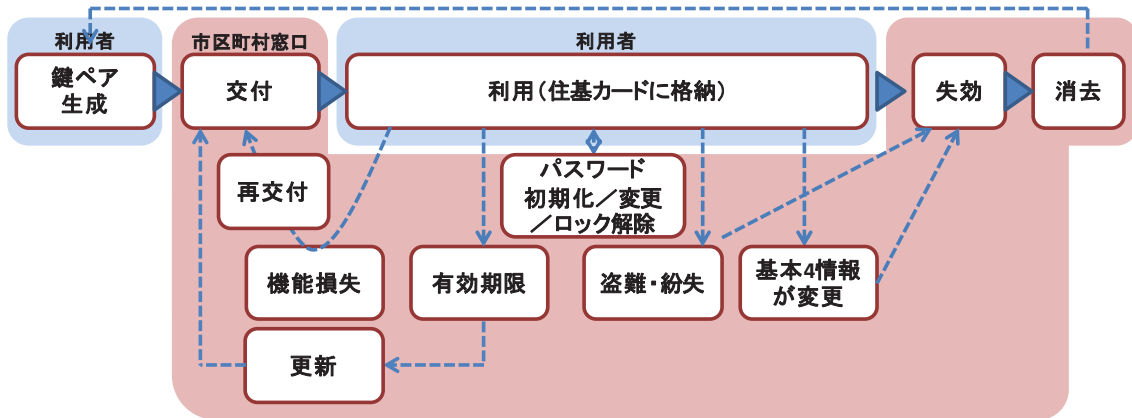 利用者
市区町村窓口
利用者
鍵ペア
生成
交付
利用(住基カードに格納)
失効
消去
再交付
パスワード
初期化/変更
/ロック解除
機能損失
有効期限
盗難・紛失
基本4情報
が変更
更新